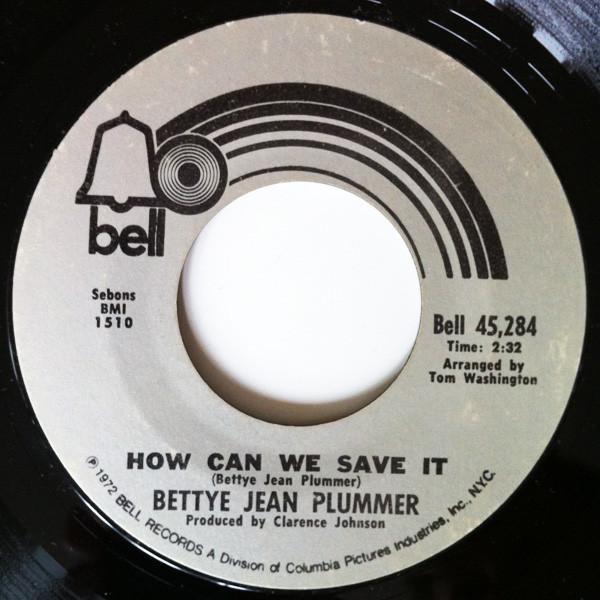 bell
Sebons
BMI
1510
Bell 45,284
Time: 2:32
Arranged by
Tom Washington
HOW CAN WE SAVE IT
(Bettye Jean Plummer)
BETTYE JEAN PLUMMER
Produced by Clarence Johnson
℗ 1972 BELL RECORDS A Division of Columbia Pictures Industries, Inc., N.Y.C.